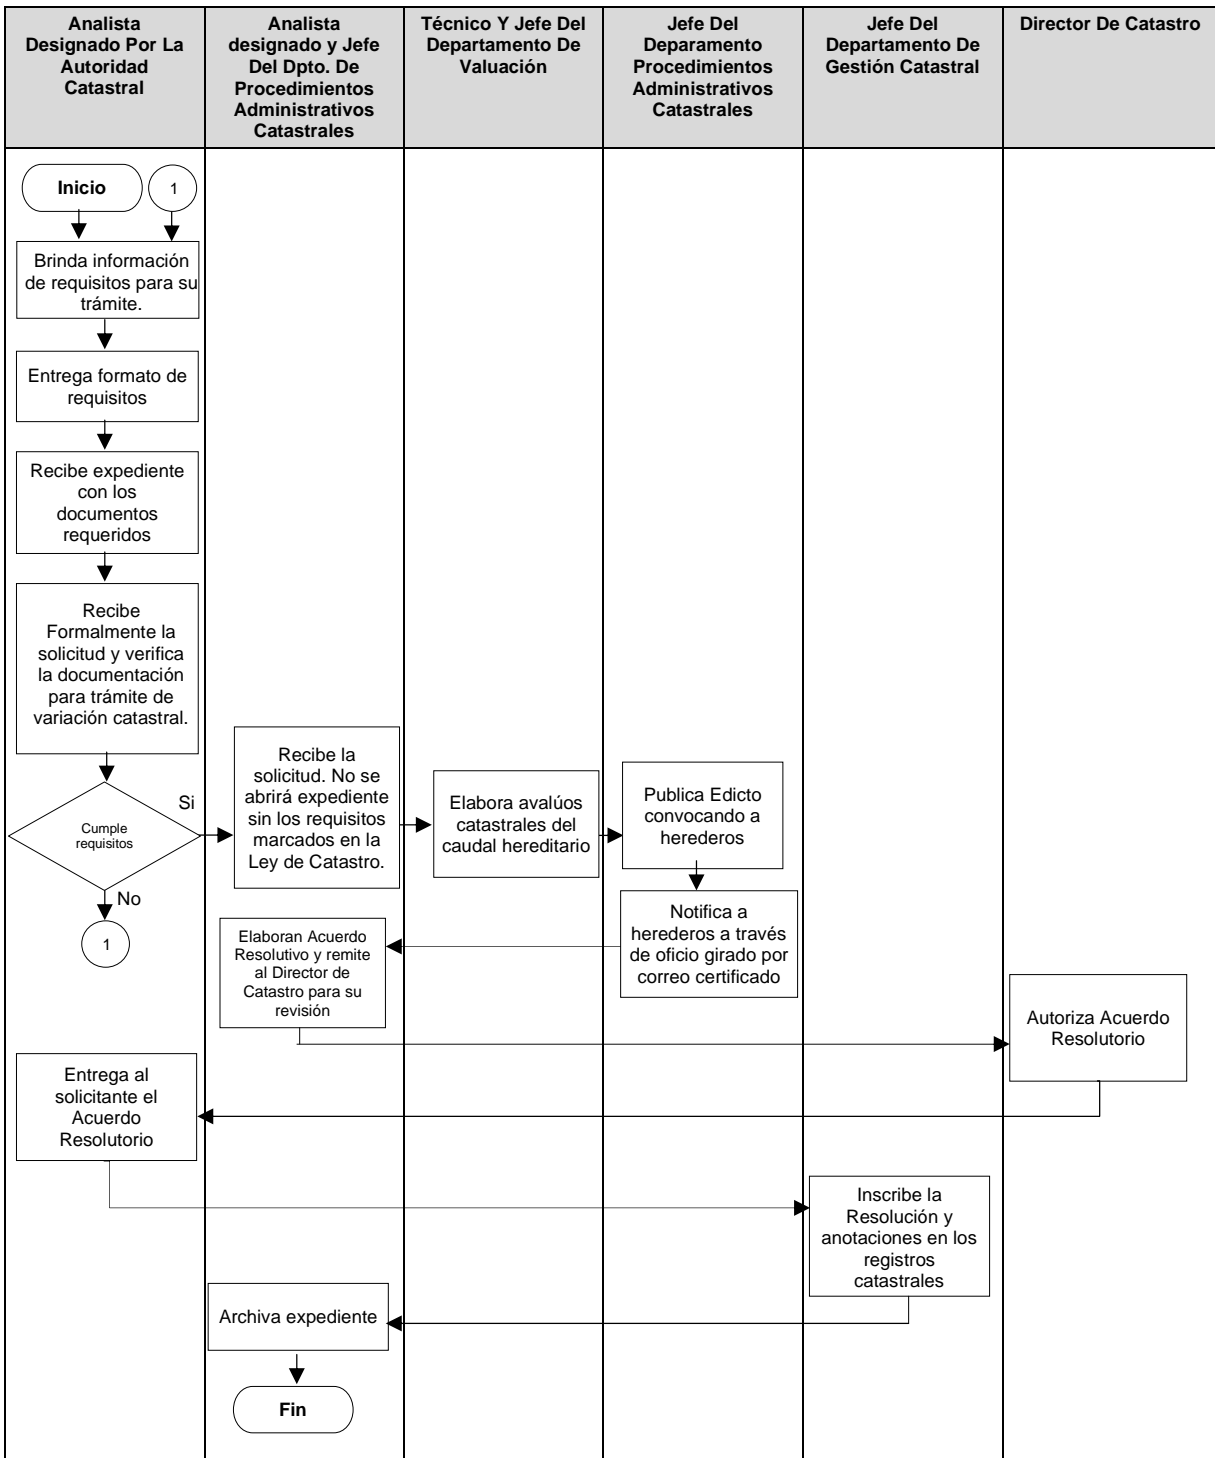 Analista
Designado Por La
Autoridad
Catastral
Analista
designado y Jefe
Del Dpto. De
Procedimientos
Administrativos
Catastrales
Técnico Y Jefe Del
Departamento De
Valuación
Jefe Del
Deparamento
Procedimientos
Administrativos
Catastrales
Jefe Del
Departamento De
Gestión Catastral
Director De Catastro
Inicio
1
Brinda información
de requisitos para su
trámite.
Entrega formato de
requisitos
Recibe expediente
con los
documentos
requeridos
Recibe
Formalmente la
solicitud y verifica
la documentación
para trámite de
variación catastral.
Cumple
requisitos
Si
No
1
Recibe la
solicitud. No se
abrirá expediente
sin los requisitos
marcados en la
Ley de Catastro.
Elabora avalúos
catastrales del
caudal hereditario
Publica Edicto
convocando a
herederos
Notifica a
herederos a través
de oficio girado por
correo certificado
Elaboran Acuerdo
Resolutivo y remite
al Director de
Catastro para su
revisión
Autoriza Acuerdo
Resolutorio
Entrega al
solicitante el
Acuerdo
Resolutorio
Inscribe la
Resolución y
anotaciones en los
registros
catastrales
Archiva expediente
Fin